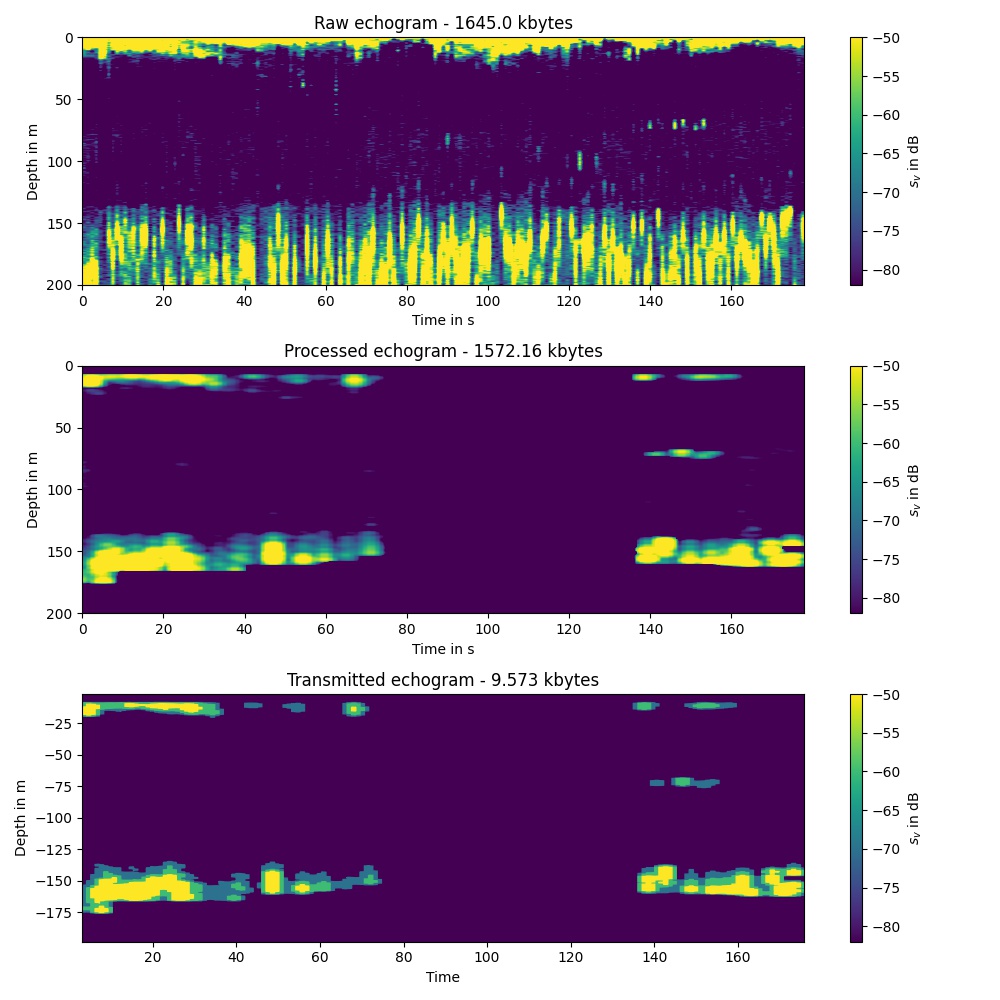 Raw echogram - 1645.0 kbytes
0
50
100
150
200
Depth in m
0 20 40 60 80 100 120 140 160
Time in s
−50
−55
−60
−65
−70
−75
−80
sᵥ in dB
Processed echogram - 1572.16 kbytes
0
50
100
150
200
Depth in m
0 20 40 60 80 100 120 140 160
Time in s
−50
−55
−60
−65
−70
−75
−80
sᵥ in dB
Transmitted echogram - 9.573 kbytes
−25
−50
−75
−100
−125
−150
−175
Depth in m
20 40 60 80 100 120 140 160
Time
−50
−55
−60
−65
−70
−75
−80
sᵥ in dB